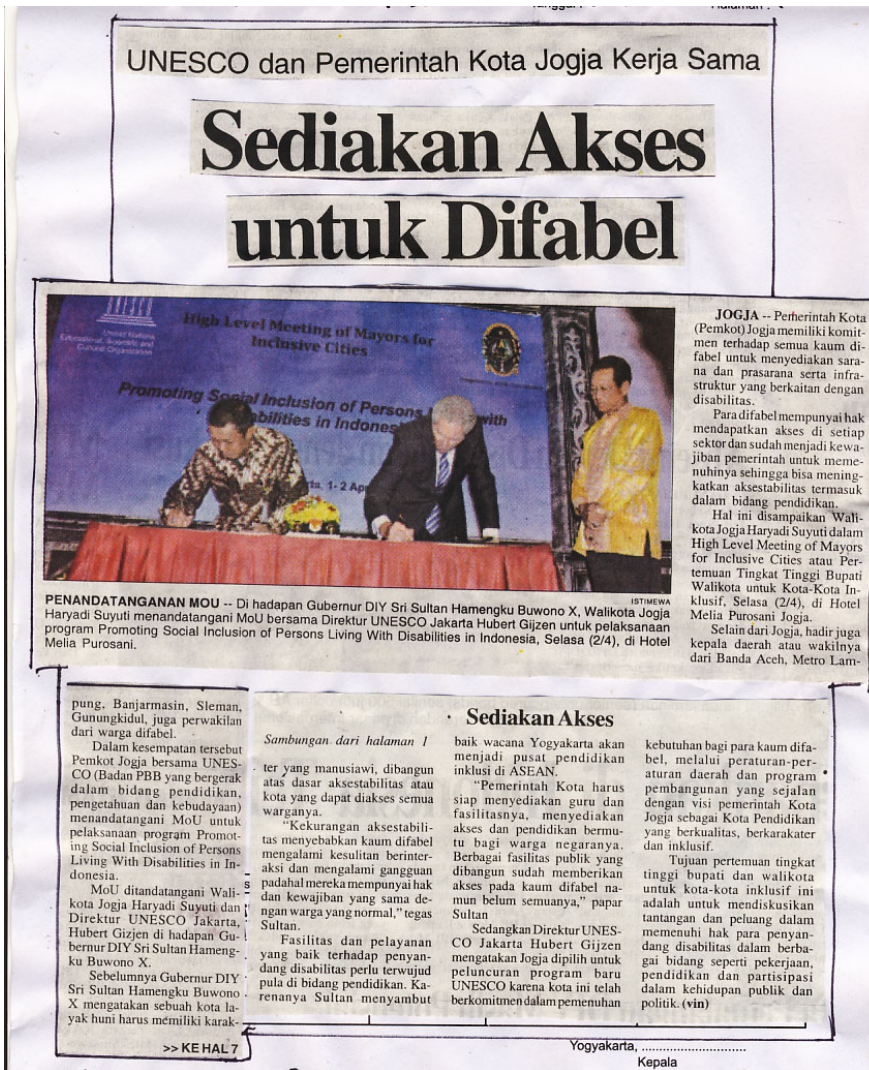 UNESCO dan Pemerintah Kota Jogja Kerja Sama
Sediakan Akses
untuk Difabel
United Nations
Educational, Scientific and
Cultural Organization
High Level Meeting of Mayors for
Inclusive Cities
Promoting Social Inclusion of Persons with
abilities in Indones
rta, 1- 2 Ap
ISTIMEWA
PENANDATANGANAN MOU -- Di hadapan Gubernur DIY Sri Sultan Hamengku Buwono X, Walikota Jogja
Haryadi Suyuti menandatangani MoU bersama Direktur UNESCO Jakarta Hubert Gijzen untuk pelaksanaan
program Promoting Social Inclusion of Persons Living With Disabilities in Indonesia, Selasa (2/4), di Hotel
Melia Purosani.
JOGJA -- Pemerintah Kota
(Pemkot) Jogja memiliki komit-
men terhadap semua kaum di-
fabel untuk menyediakan sara-
na dan prasarana serta infra-
struktur yang berkaitan dengan
disabilitas.
Para difabel mempunyai hak
mendapatkan akses di setiap
sektor dan sudah menjadi kewa-
jiban pemerintah untuk meme-
nuhinya sehingga bisa mening-
katkan aksestabilitas termasuk
dalam bidang pendidikan.
Hal ini disampaikan Wali-
kota Jogja Haryadi Suyuti dalam
High Level Meeting of Mayors
for Inclusive Cities atau Per-
temuan Tingkat Tinggi Bupati
Walikota untuk Kota-Kota In-
klusif, Selasa (2/4), di Hotel
Melia Purosani Jogja.
Selain dari Jogja, hadir juga
kepala daerah atau wakilnya
dari Banda Aceh, Metro Lam-
pung, Banjarmasin, Sleman,
Gunungkidul, juga perwakilan
dari warga difabel.
Dalam kesempatan tersebut
Pemkot Jogja bersama UNES-
CO (Badan PBB yang bergerak
dalam bidang pendidikan,
pengetahuan dan kebudayaan)
menandatangani MoU untuk
pelaksanaan program Promot-
ing Social Inclusion of Persons
Living With Disabilities in In-
donesia.
MoU ditandatangani Wali-
kota Jogja Haryadi Suyuti dan
Direktur UNESCO Jakarta,
Hubert Gizjen di hadapan Gu-
bernur DIY Sri Sultan Hameng-
ku Buwono X.
Sebelumnya Gubernur DIY
Sri Sultan Hamengku Buwono
X mengatakan sebuah kota la-
yak huni harus memiliki karak-
>> KE HAL 7
Sediakan Akses
Sambungan dari halaman 1
ter yang manusiawi, dibangun
atas dasar aksestabilitas atau
kota yang dapat diakses semua
warganya.
"Kekurangan aksestabili-
tas menyebabkan kaum difabel
mengalami kesulitan berinter-
aksi dan mengalami gangguan
padahal mereka mempunyai hak
dan kewajiban yang sama de-
ngan warga yang normal," tegas
Sultan.
Fasilitas dan pelayanan
yang baik terhadap penyan-
dang disabilitas perlu terwujud
pula di bidang pendidikan. Ka-
renanya Sultan menyambut
baik wacana Yogyakarta akan
menjadi pusat pendidikan
inklusi di ASEAN.
"Pemerintah Kota harus
siap menyediakan guru dan
fasilitasnya, menyediakan
akses dan pendidikan bermu-
tu bagi warga negaranya.
Berbagai fasilitas publik yang
dibangun sudah memberikan
akses pada kaum difabel na-
mun belum semuanya," papar
Sultan
Sedangkan Direktur UNES-
CO Jakarta Hubert Gijzen
mengatakan Jogja dipilih untuk
peluncuran program baru
UNESCO karena kota ini telah
berkomitmen dalam pemenuhan
kebutuhan bagi para kaum difa-
bel, melalui peraturan-per-
aturan daerah dan program
pembangunan yang sejalan
dengan visi pemerintah Kota
Jogja sebagai Kota Pendidikan
yang berkualitas, berkarakater
dan inklusif.
Tujuan pertemuan tingkat
tinggi bupati dan walikota
untuk kota-kota inklusif ini
adalah untuk mendiskusikan
tantangan dan peluang dalam
memenuhi hak para penyan-
dang disabilitas dalam berba-
gai bidang seperti pekerjaan,
pendidikan dan partisipasi
dalam kehidupan publik dan
politik. (vin)
Yogyakarta, ..............................
Kepala